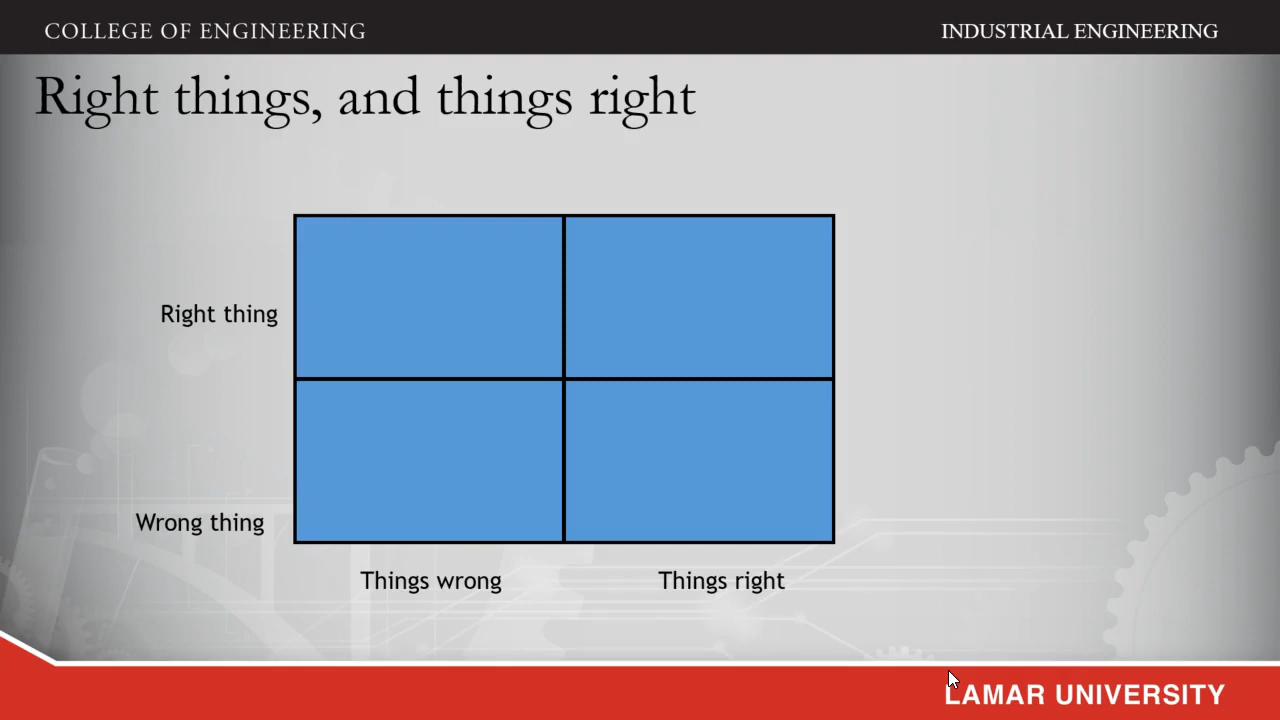 COLLEGE OF ENGINEERING
INDUSTRIAL ENGINEERING
Right things, and things right
Right thing
Wrong thing
Things wrong
Things right
LAMAR UNIVERSITY